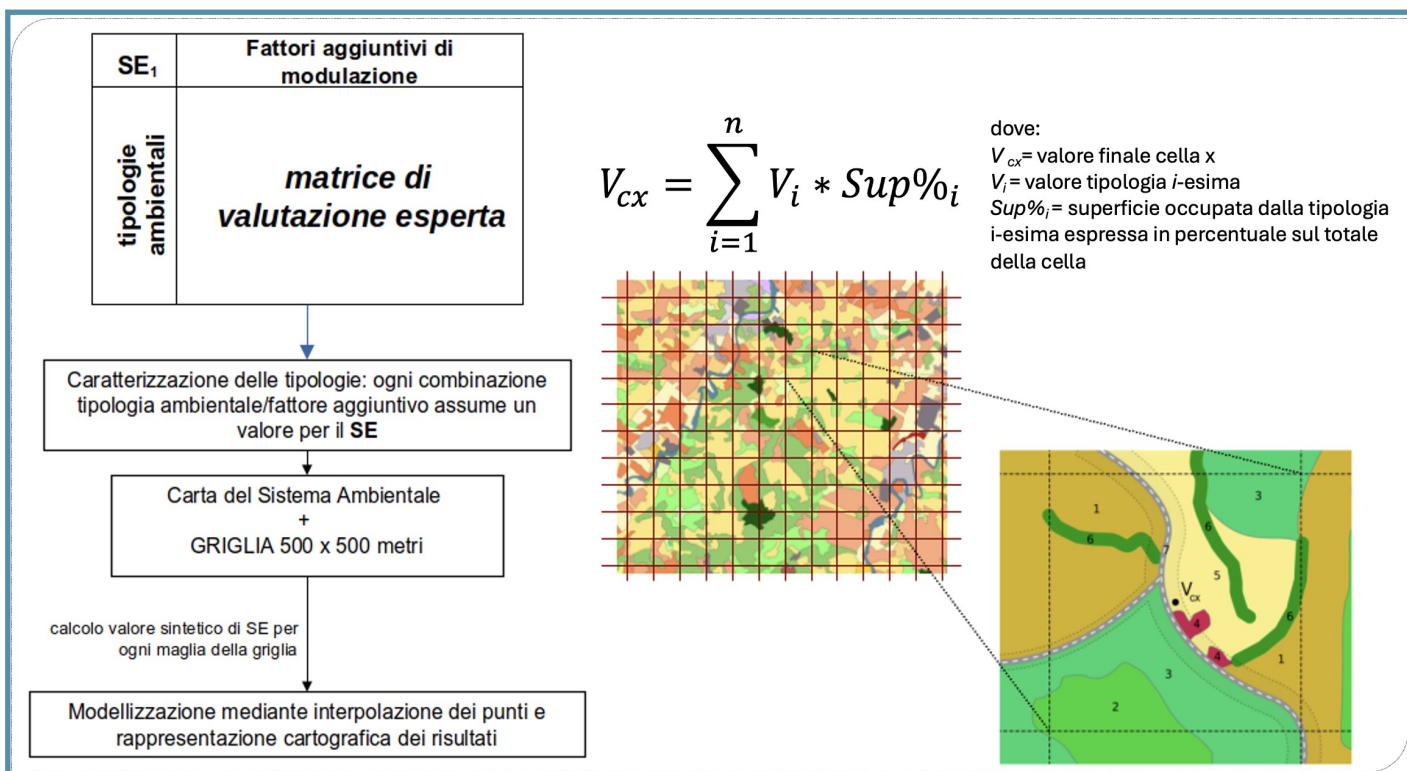 SE₁
Fattori aggiuntivi di
modulazione
tipologie
ambientali
matrice di
valutazione esperta
Caratterizzazione delle tipologie: ogni combinazione
tipologia ambientale/fattore aggiuntivo assume un
valore per il SE
Carta del Sistema Ambientale
+
GRIGLIA 500 x 500 metri
calcolo valore sintetico di SE per
ogni maglia della griglia
Modellizzazione mediante interpolazione dei punti e
rappresentazione cartografica dei risultati
n
V_cx = ∑ V_i * Sup%_i
i=1
dove:
V cx= valore finale cella x
V i = valore tipologia i-esima
Sup% i = superficie occupata dalla tipologia
i-esima espressa in percentuale sul totale
della cella
3
1
6
6
7
5
V cx
4
6
4
1
3
2